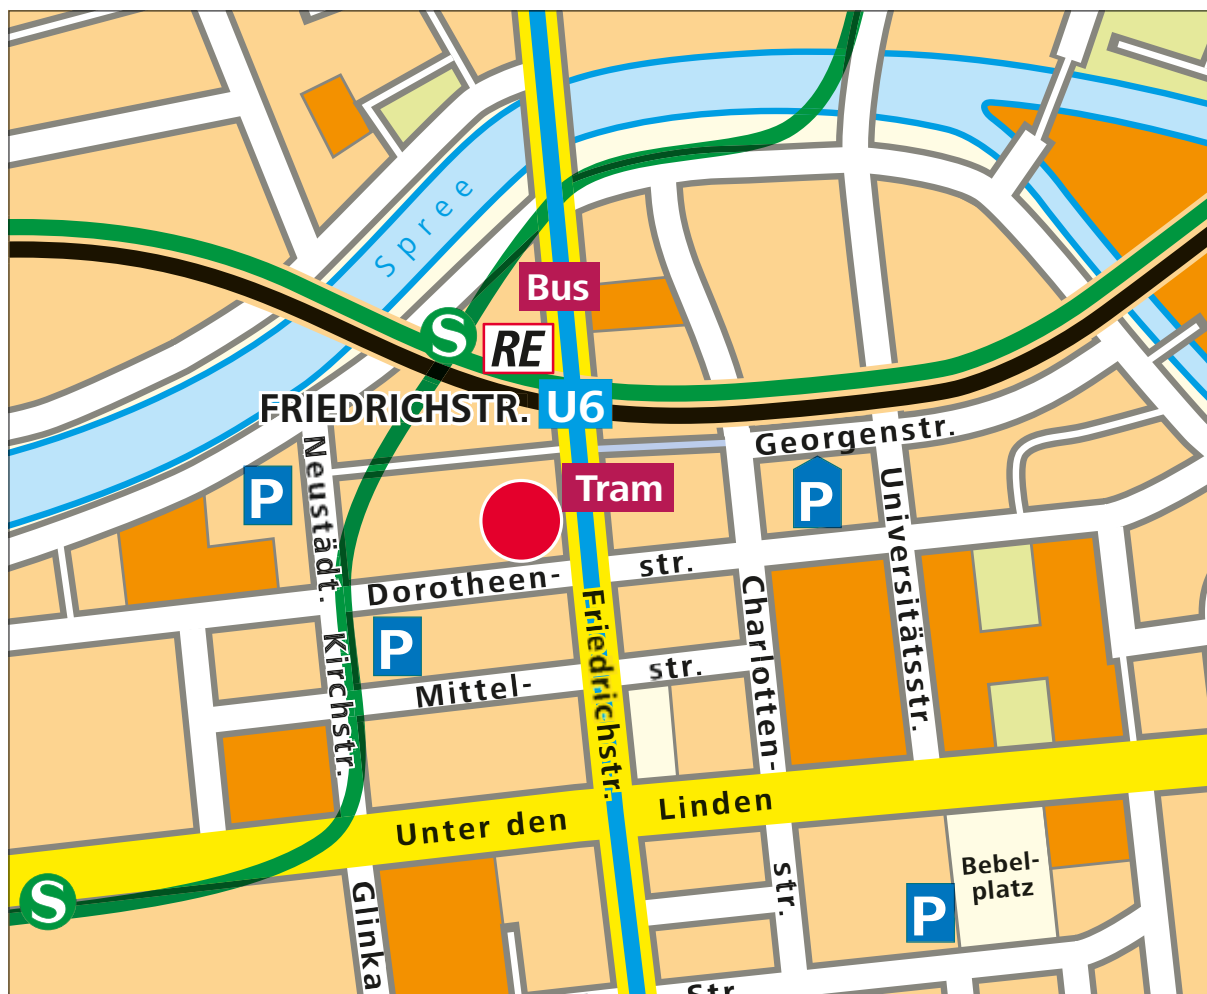 Spree
Bus
S
RE
FRIEDRICHSTR.
U6
Georgenstr.
Tram
P
P
Neustädt. Kirchstr.
Universitätsstr.
Dorotheen-
str.
Charlotten-
str.
Friedrichstr.
P
Mittel-
str.
Unter den
Linden
Bebel-
platz
S
P
Glinka
Str.